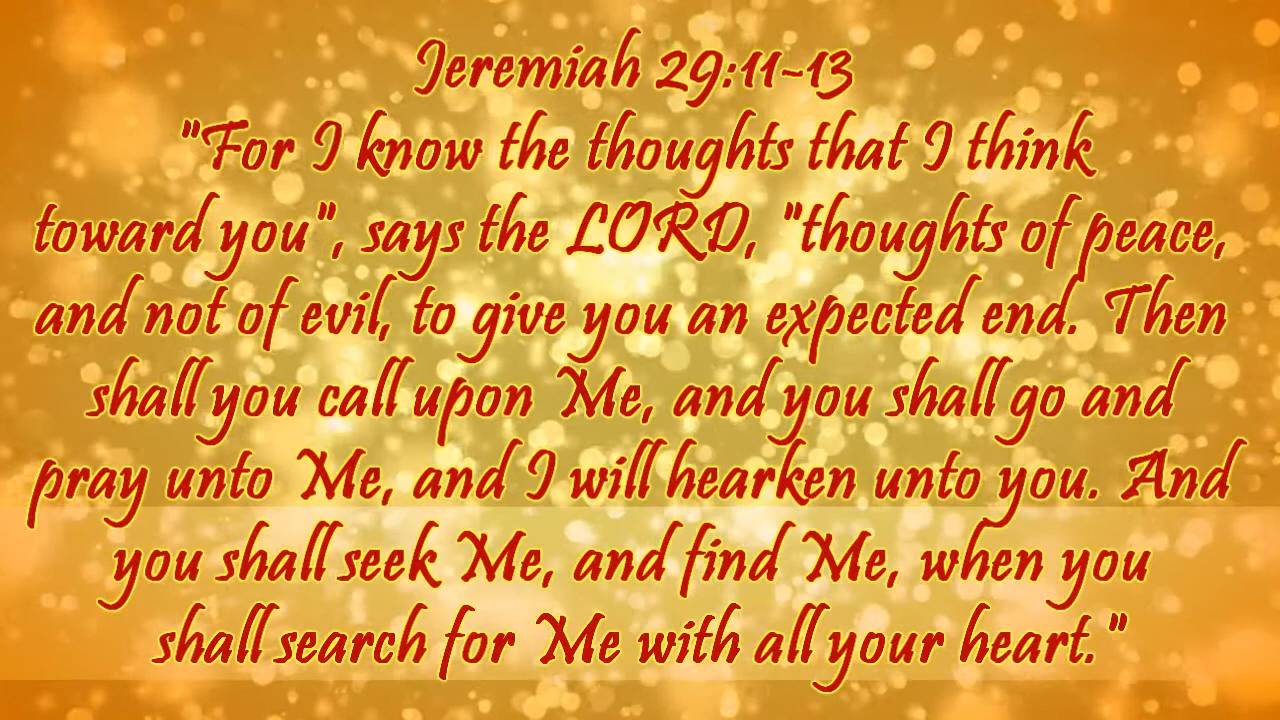 Jeremiah 29:11-13
"For I know the thoughts that I think
toward you", says the LORD, "thoughts of peace,
and not of evil, to give you an expected end. Then
shall you call upon Me, and you shall go and
pray unto Me, and I will hearken unto you. And
you shall seek Me, and find Me, when you
shall search for Me with all your heart."